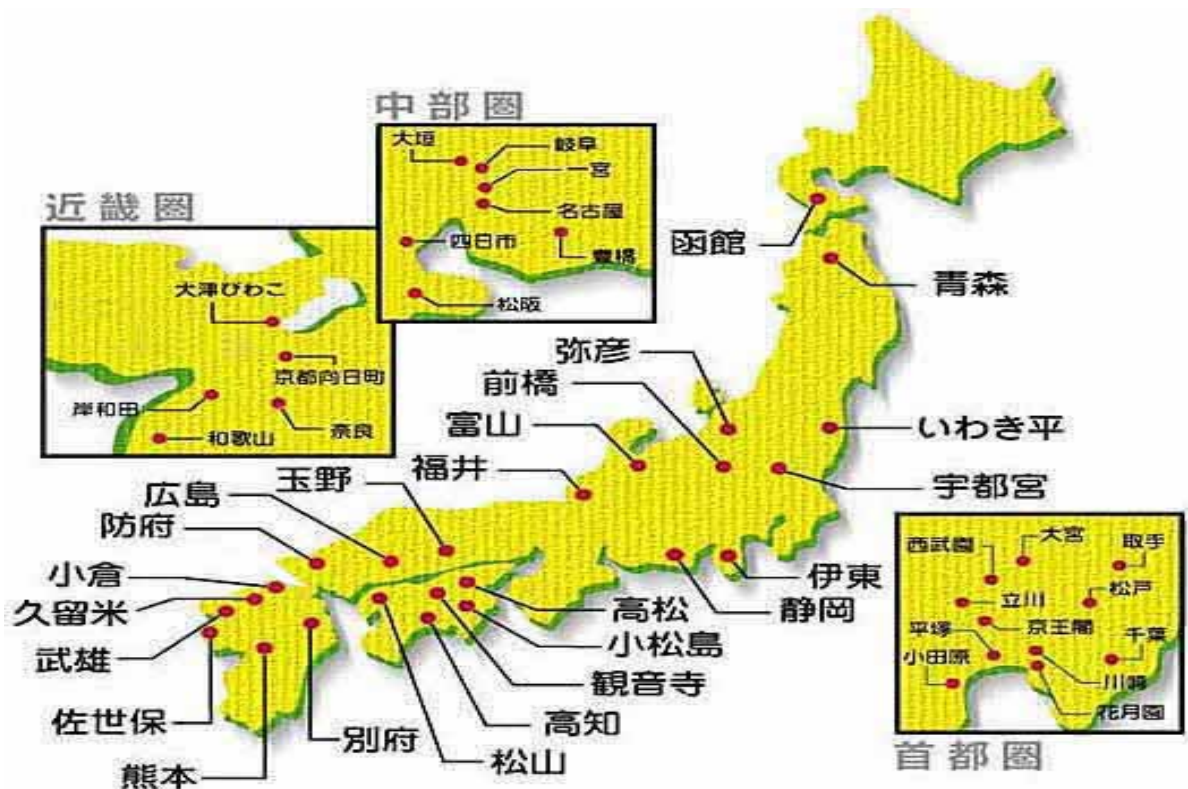 中部圏
大垣
岐阜
一宮
名古屋
四日市
豊橋
松阪
近畿圏
大津びわこ
京都向日町
岸和田
奈良
和歌山
函館
青森
弥彦
前橋
富山
福井
いわき平
宇都宮
玉野
広島
防府
小倉
久留米
武雄
佐世保
熊本
別府
松山
高知
観音寺
小松島
高松
静岡
伊東
西武園
大宮
取手
立川
松戸
京王閣
平塚
千葉
小田原
川崎
花月園
首都圏